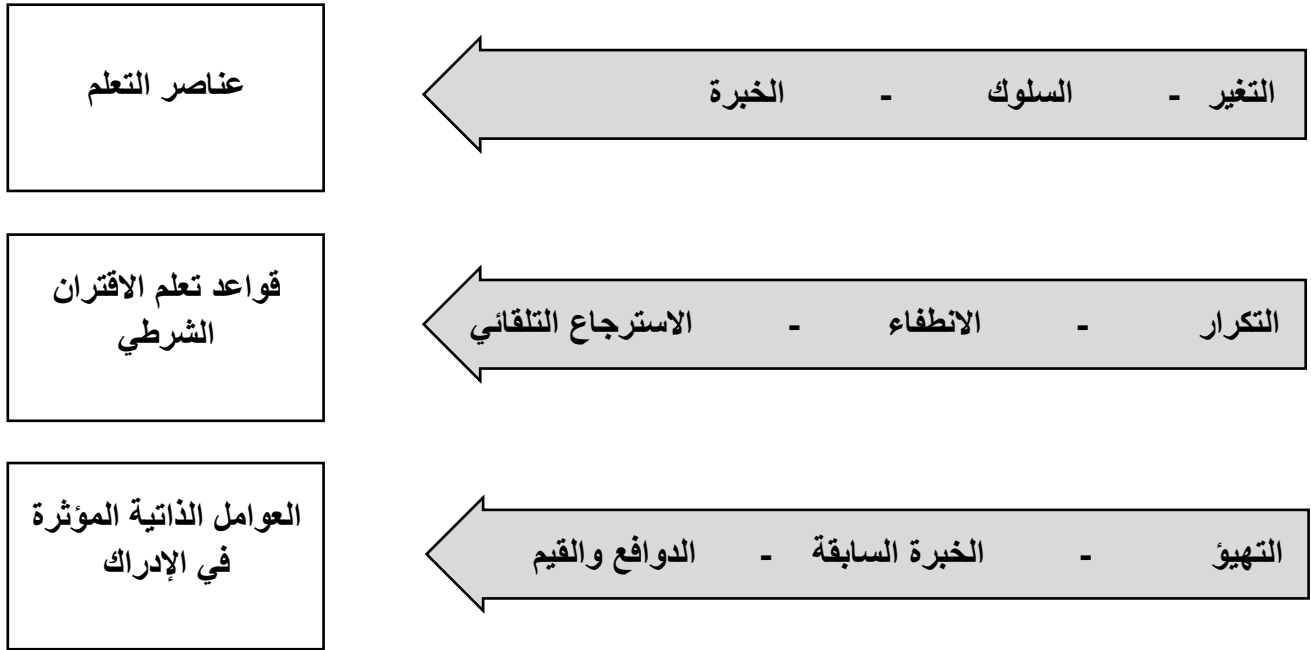 التغير - السلوك - الخبرة
عناصر التعلم
التكرار - الانطفاء - الاسترجاع التلقائي
قواعد تعلم الاقتران
الشرطي
التهيؤ - الخبرة السابقة - الدوافع والقيم
العوامل الذاتية المؤثرة
في الإدراك